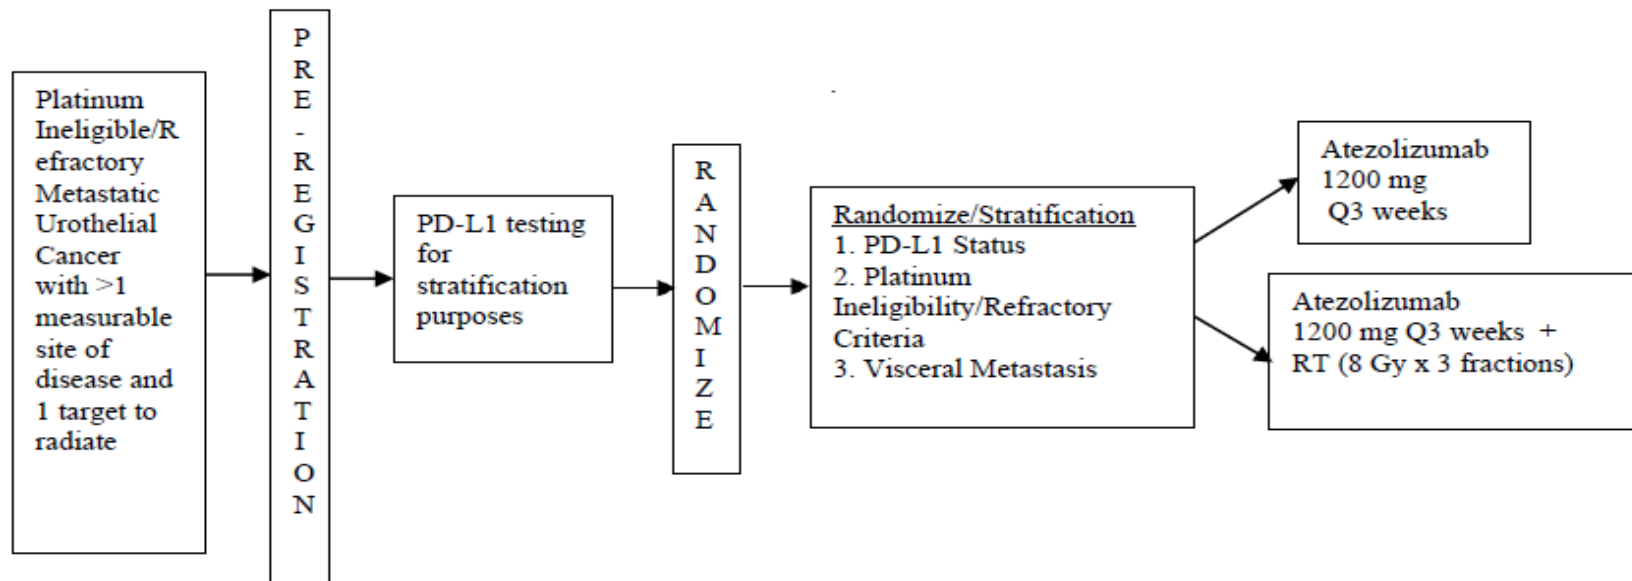 Platinum
Ineligible/R
efractory
Metastatic
Urothelial
Cancer
with >1
measurable
site of
disease and
1 target to
radiate
P
R
E
-
R
E
G
I
S
T
R
A
T
I
O
N
PD-L1 testing
for
stratification
purposes
R
A
N
D
O
M
I
Z
E
Randomize/Stratification
1. PD-L1 Status
2. Platinum
Ineligibility/Refractory
Criteria
3. Visceral Metastasis
Atezolizumab
1200 mg
Q3 weeks
Atezolizumab
1200 mg Q3 weeks +
RT (8 Gy x 3 fractions)